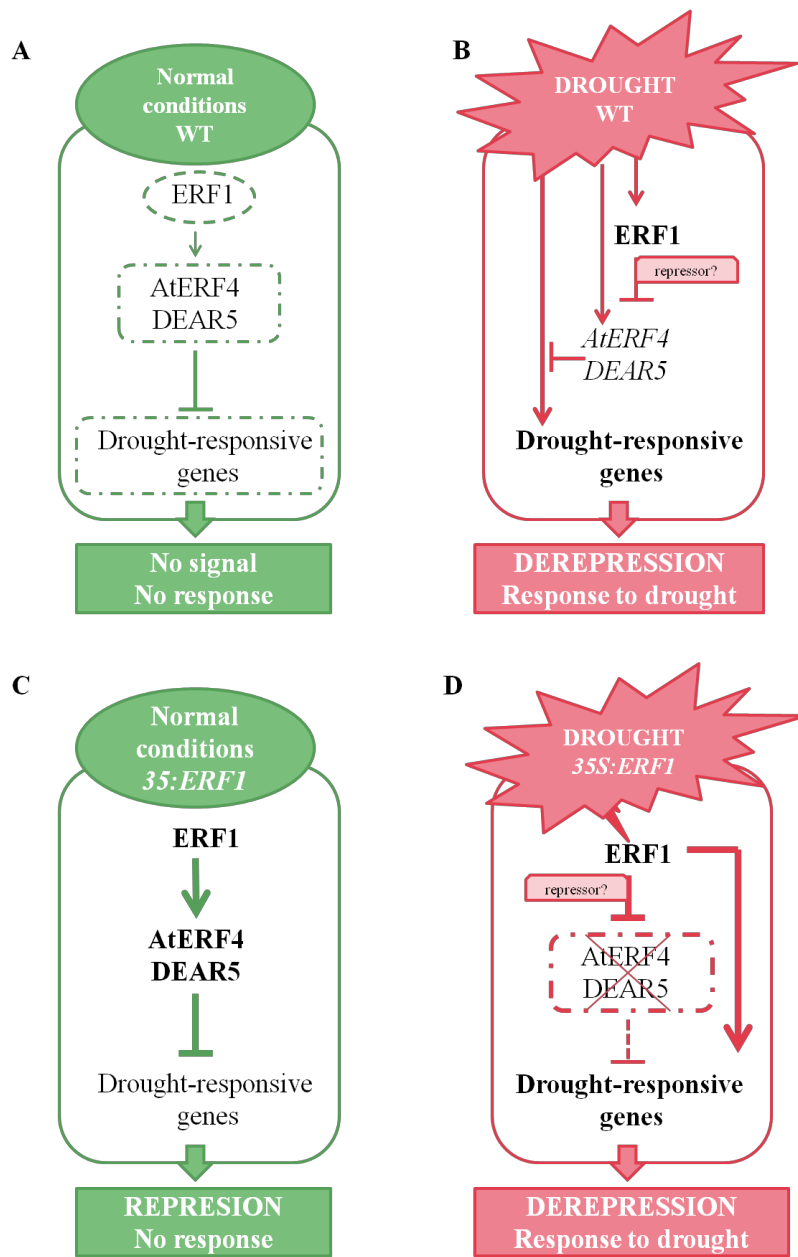 A
Normal
conditions
WT
ERF1
AtERF4
DEAR5
Drought-responsive
genes
No signal
No response
B
DROUGHT
WT
ERF1
repressor?
AtERF4
DEAR5
Drought-responsive
genes
DEREPRESSION
Response to drought
C
Normal
conditions
35:ERF1
ERF1
AtERF4
DEAR5
Drought-responsive
genes
REPRESION
No response
D
DROUGHT
35S:ERF1
ERF1
repressor?
AtERF4
DEAR5
Drought-responsive
genes
DEREPRESSION
Response to drought